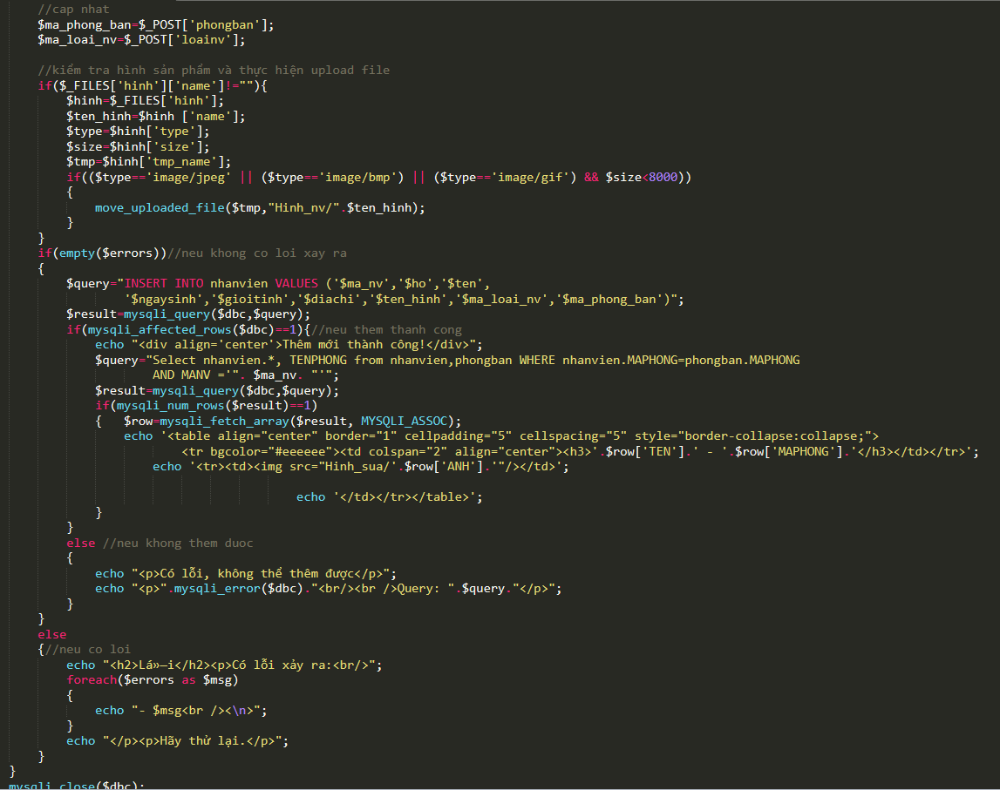 //cap nhat
$ma_phong_ban=$_POST['phongban'];
$ma_loai_nv=$_POST['loainv'];
//kiểm tra hình sản phẩm và thực hiện upload file
if($_FILES['hinh']['name']!=""){
$hinh=$_FILES['hinh'];
$ten_hinh=$hinh ['name'];
$type=$hinh['type'];
$size=$hinh['size'];
$tmp=$hinh['tmp_name'];
if(($type=='image/jpeg' || ($type=='image/bmp') || ($type=='image/gif') && $size<8000))
{
move_uploaded_file($tmp,"Hinh_nv/".$ten_hinh);
}
}
if(empty($errors))//neu khong co loi xay ra
{
$query="INSERT INTO nhanvien VALUES ('$ma_nv','$ho','$ten',
'$ngaysinh','$gioitinh','$diachi','$ten_hinh','$ma_loai_nv','$ma_phong_ban')";
$result=mysqli_query($dbc,$query);
if(mysqli_affected_rows($dbc)==1){//neu them thanh cong
echo "<div align='center'>Thêm mới thành công!</div>";
$query="Select nhanvien.*, TENPHONG from nhanvien,phongban WHERE nhanvien.MAPHONG=phongban.MAPHONG
AND MANV ='". $ma_nv. "'";
$result=mysqli_query($dbc,$query);
if(mysqli_num_rows($result)==1)
{ $row=mysqli_fetch_array($result, MYSQLI_ASSOC);
echo '<table align="center" border="1" cellpadding="5" cellspacing="5" style="border-collapse:collapse;">
<tr bgcolor="#eeeeee"><td colspan="2" align="center"><h3>'.$row['TEN'].' - '.$row['MAPHONG'].'</h3></td></tr>';
echo '<tr><td><img src="Hinh_sua/'.$row['ANH'].'"/></td>';
echo '</td></tr></table>';
}
}
else //neu khong them duoc
{
echo "<p>Có lỗi, không thể thêm được</p>";
echo "<p>".mysqli_error($dbc)."<br/><br />Query: ".$query."</p>";
}
}
else
{//neu co loi
echo "<h2>Lá»—i</h2><p>Có lỗi xảy ra:<br/>";
foreach($errors as $msg)
{
echo "- $msg<br /><\n>";
}
echo "</p><p>Hãy thử lại.</p>";
}
}
mysqli_close($dbc);